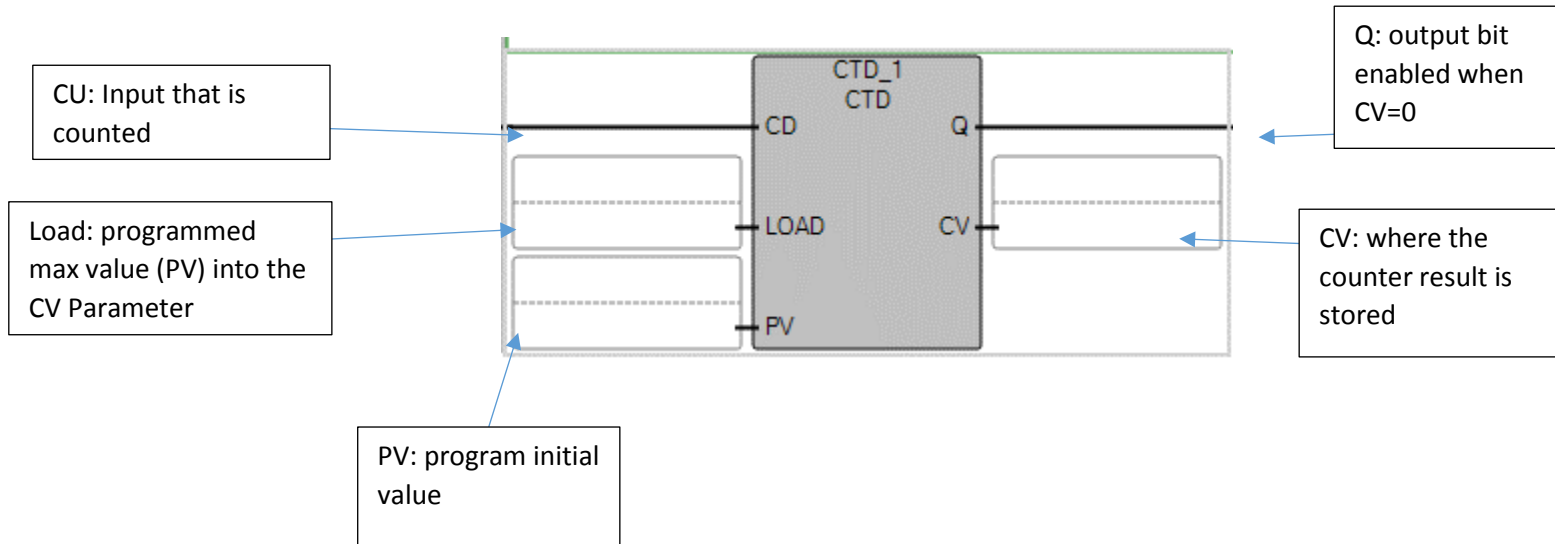 CU: Input that is
counted
Load: programmed
max value (PV) into the
CV Parameter
PV: program initial
value
CTD_1
CTD
CD
Q
LOAD
CV
PV
Q: output bit
enabled when
CV=0
CV: where the
counter result is
stored